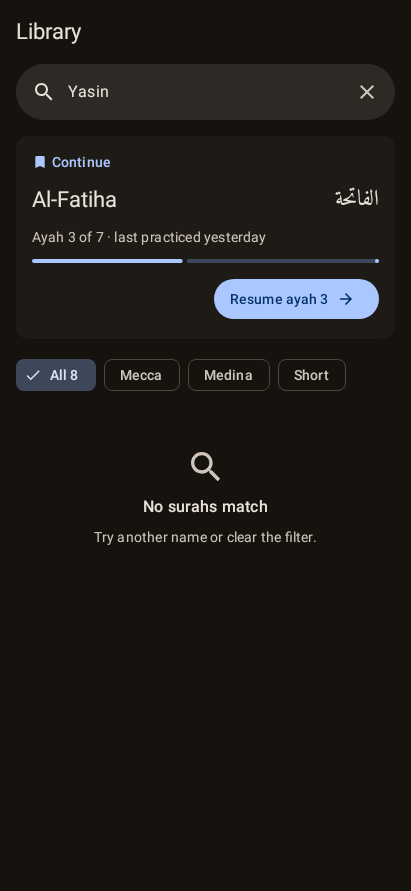 Library
Yasin
Continue
Al-Fatiha الفاتحة
Ayah 3 of 7 · last practiced yesterday
Resume ayah 3
All 8 Mecca Medina Short
No surahs match
Try another name or clear the filter.